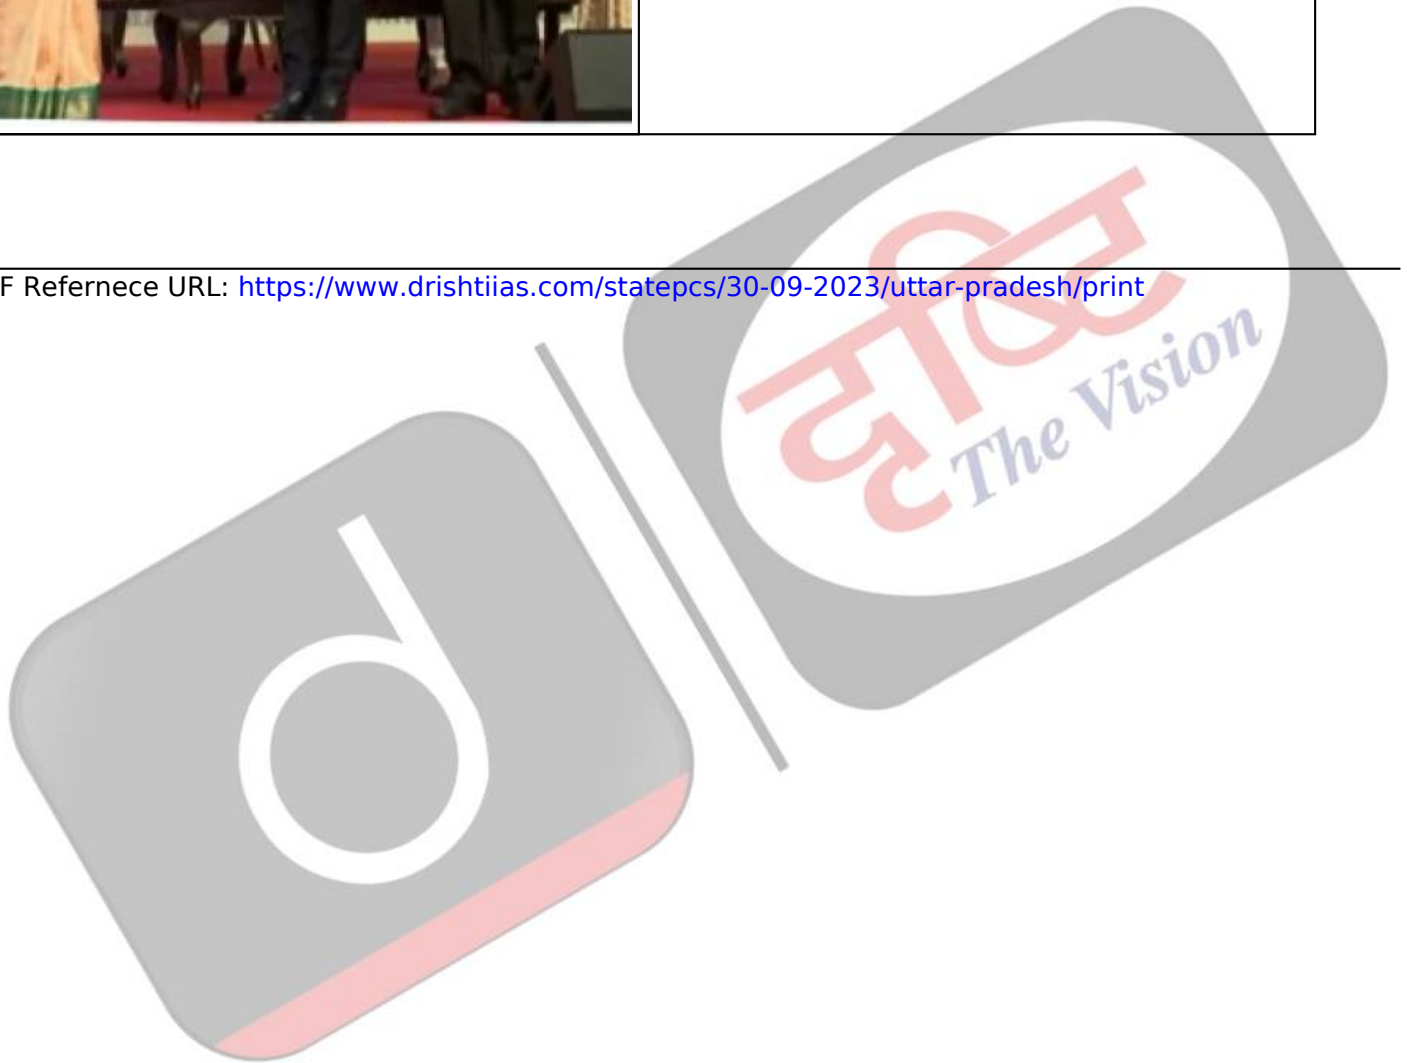 F Refernece URL: https://www.drishtiias.com/statepcs/30-09-2023/uttar-pradesh/print
दृष्टि
The Vision
d